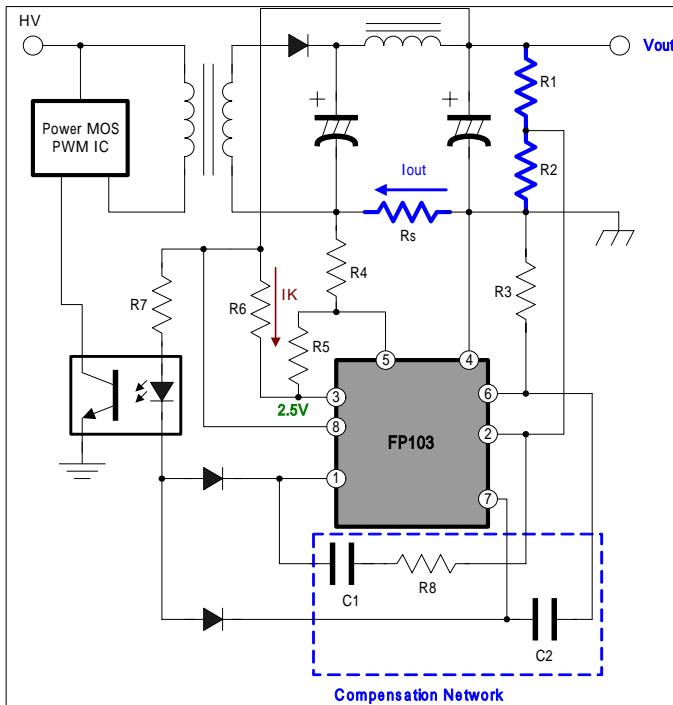 HV
Vout
R1
Power MOS
PWM IC
Iout
R2
Rs
R4
R7
R6
IK
R3
R5
5
4
3
6
2.5V
8
FP103
2
1
7
C1
R8
C2
Compensation Network